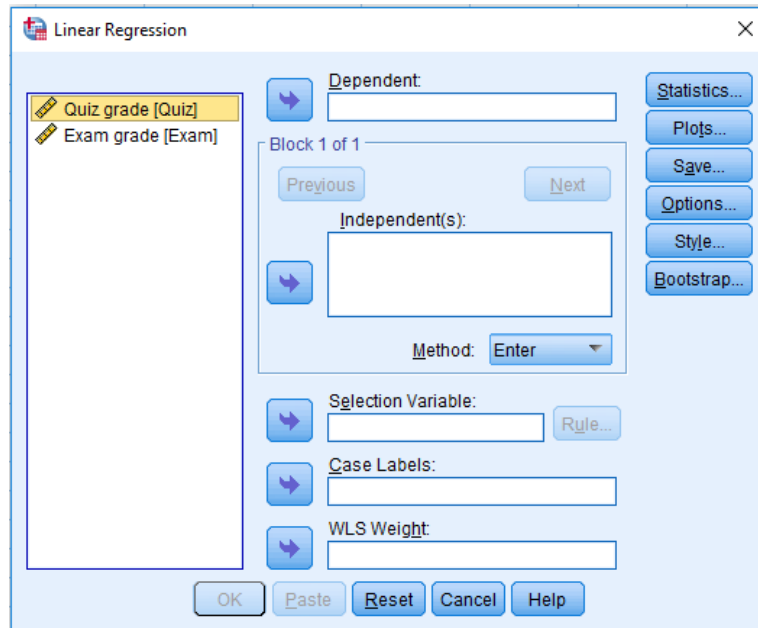 Linear Regression
Quiz grade [Quiz]
Exam grade [Exam]
Dependent:
Block 1 of 1
Previous
Next
Independent(s):
Method:
Enter
Selection Variable:
Rule...
Case Labels:
WLS Weight:
Statistics...
Plots...
Save...
Options...
Style...
Bootstrap...
OK
Paste
Reset
Cancel
Help